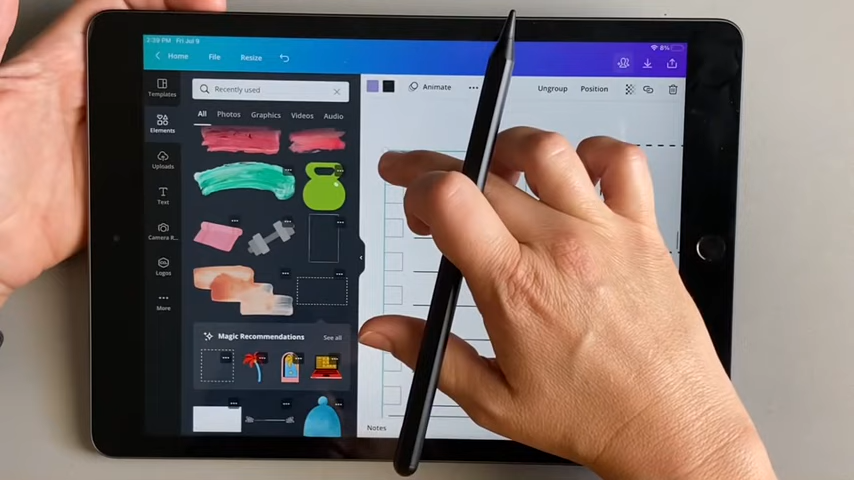 2:39 PM Fri Jul 9
8%
Home
File
Resize
Templates
Elements
Uploads
Text
Camera R...
Logos
More
Recently used
All
Photos
Graphics
Videos
Audio
Magic Recommendations
See all
Animate
Ungroup
Position
Notes